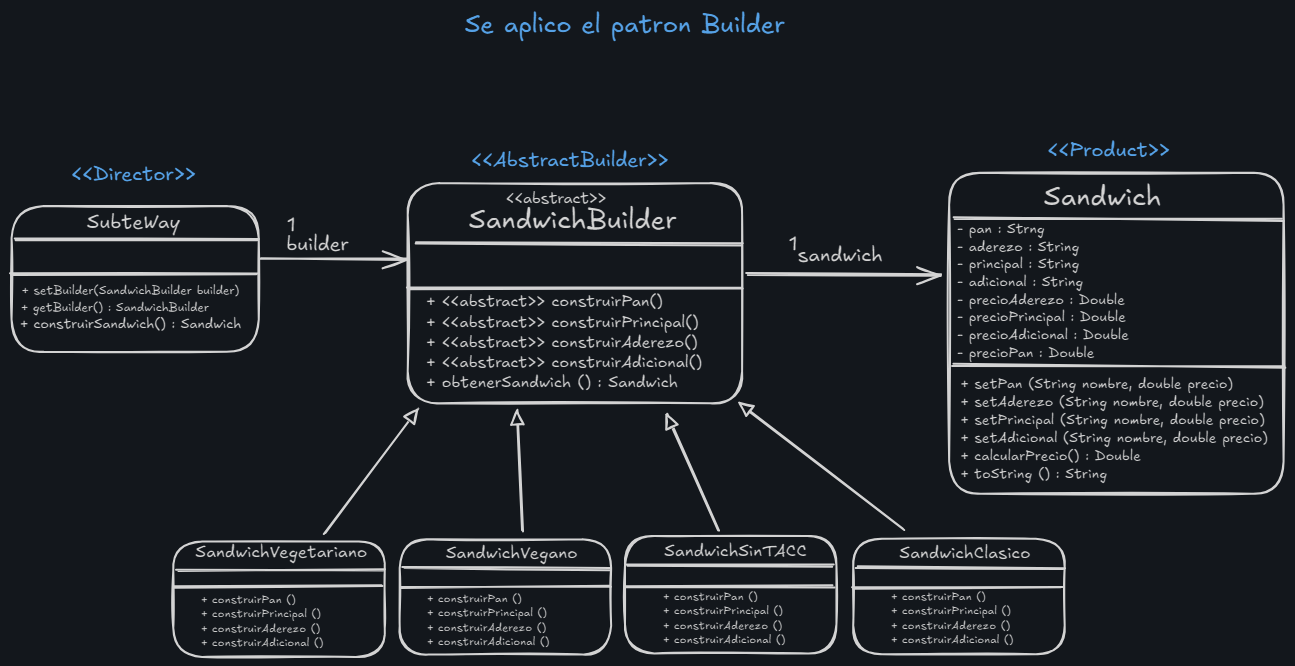 Se aplico el patron Builder
<<Director>>
SubteWay
+ setBuilder(SandwichBuilder builder)
+ getBuilder() : SandwichBuilder
+ construirSandwich() : Sandwich
1
builder
<<AbstractBuilder>>
<<abstract>>
SandwichBuilder
+ <<abstract>> construirPan()
+ <<abstract>> construirPrincipal()
+ <<abstract>> construirAderezo()
+ <<abstract>> construirAdicional()
+ obtenerSandwich () : Sandwich
1
sandwich
<<Product>>
Sandwich
- pan : Strng
- aderezo : String
- principal : String
- adicional : String
- precioAderezo : Double
- precioPrincipal : Double
- precioAdicional : Double
- precioPan : Double
+ setPan (String nombre, double precio)
+ setAderezo (String nombre, double precio)
+ setPrincipal (String nombre, double precio)
+ setAdicional (String nombre, double precio)
+ calcularPrecio() : Double
+ toString () : String
SandwichVegetariano
+ construirPan ()
+ construirPrincipal ()
+ construirAderezo ()
+ construirAdicional ()
SandwichVegano
+ construirPan ()
+ construirPrincipal ()
+ construirAderezo ()
+ construirAdicional ()
SandwichSinTACC
+ construirPan ()
+ construirPrincipal ()
+ construirAderezo ()
+ construirAdicional ()
SandwichClasico
+ construirPan ()
+ construirPrincipal ()
+ construirAderezo ()
+ construirAdicional ()